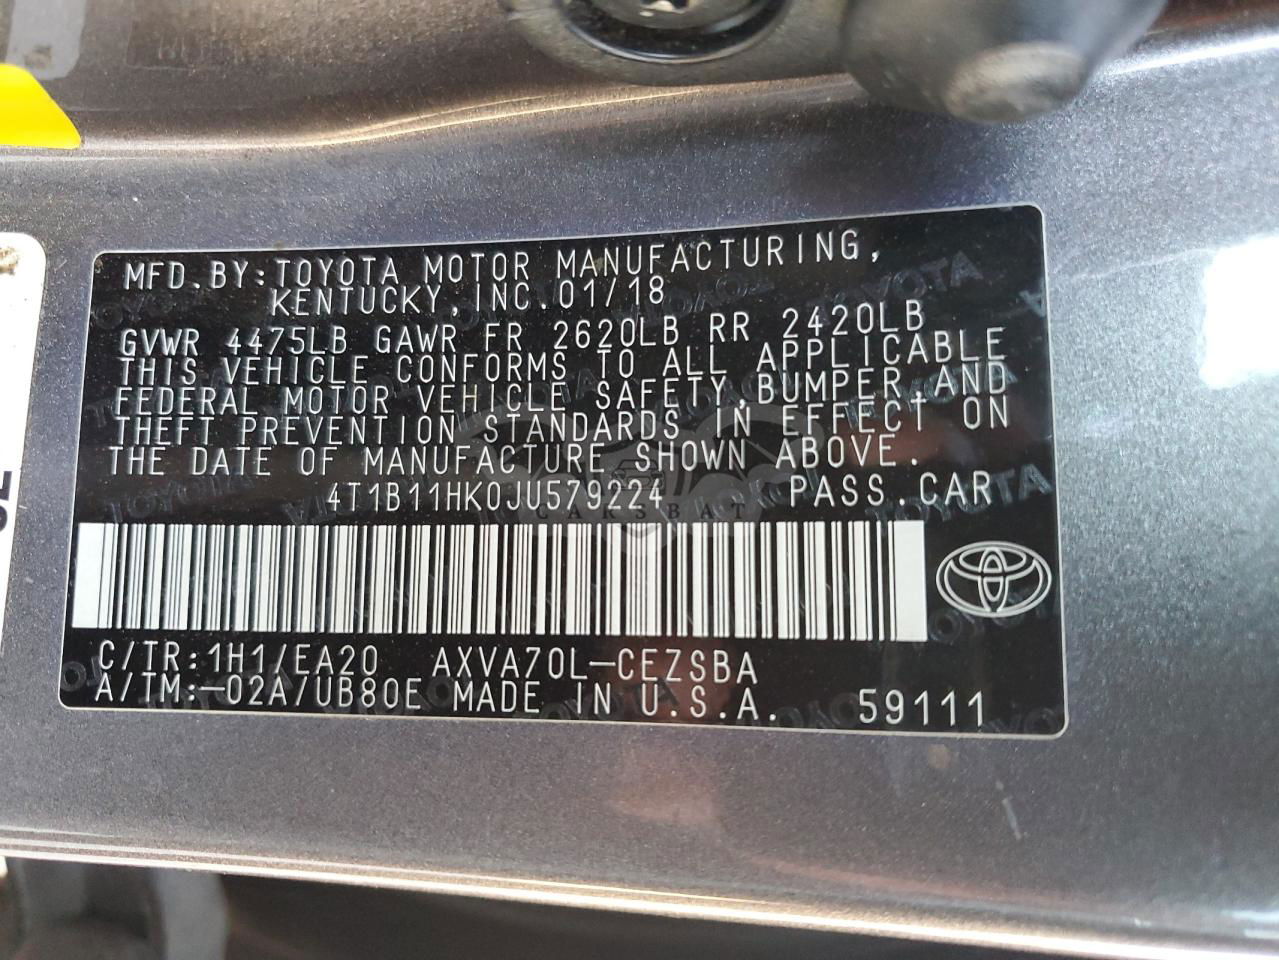 MFD.BY:TOYOTA MOTOR MANUFACTURING,
KENTUCKY,INC.01/18
GVWR 4475LB GAWR FR 2620LB RR 2420LB
THIS VEHICLE CONFORMS TO ALL APPLICABLE
FEDERAL MOTOR VEHICLE SAFETY,BUMPER,AND
THEFT PREVENTION STANDARDS IN EFFECT ON
THE DATE OF MANUFACTURE SHOWN ABOVE.
4T1B11HK0JU579224 PASS.CAR
CARSBAT
C/TR:1H1/EA20 AXVA70L-CEZSBA
A/TM:-02A/UB80E MADE IN U.S.A. 59111